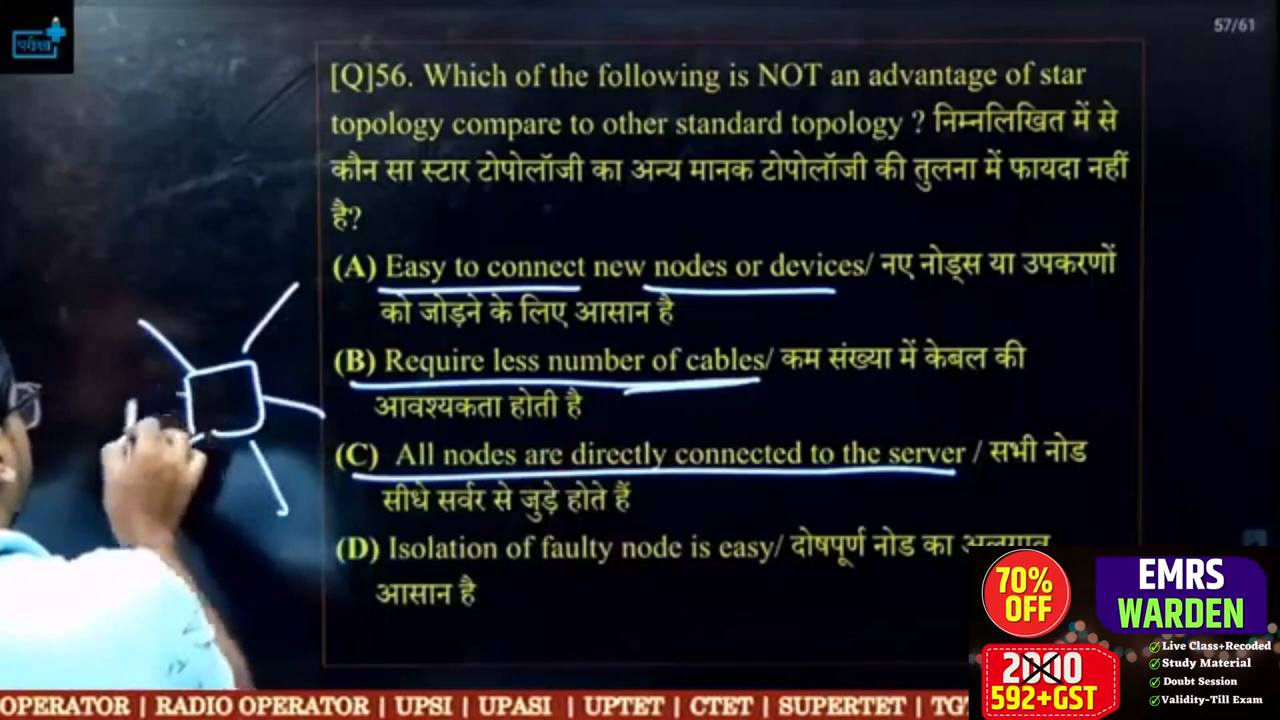 परीक्षा
57/61
[Q]56. Which of the following is NOT an advantage of star
topology compare to other standard topology ? निम्नलिखित में से
कौन सा स्टार टोपोलॉजी का अन्य मानक टोपोलॉजी की तुलना में फायदा नहीं
है?
(A) Easy to connect new nodes or devices/ नए नोड्स या उपकरणों
को जोड़ने के लिए आसान है
(B) Require less number of cables/ कम संख्या में केबल की
आवश्यकता होती है
(C) All nodes are directly connected to the server / सभी नोड
सीधे सर्वर से जुड़े होते हैं
(D) Isolation of faulty node is easy/ दोषपूर्ण नोड का अलगाव
आसान है
70%
OFF
EMRS
WARDEN
2000
592+GST
Live Class+Recoded
Study Material
Doubt Session
Validity-Till Exam
OPERATOR | RADIO OPERATOR | UPSI | UPASI | UPTET | CTET | SUPERTET | TG